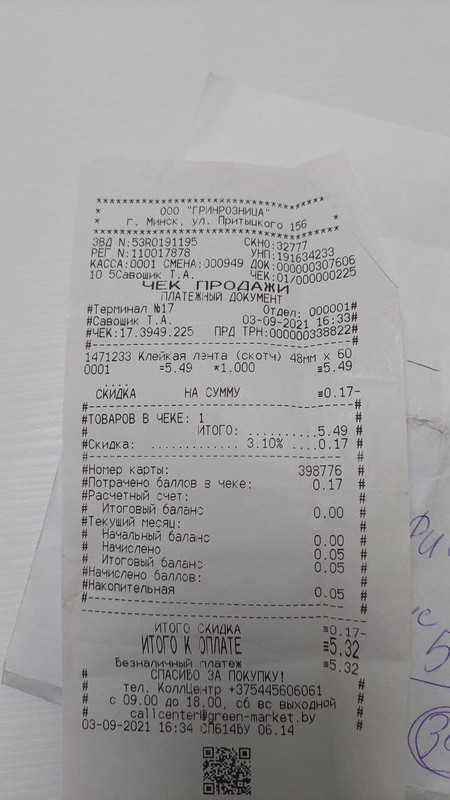 ************************************
* ООО "ГРИНРОЗНИЦА" *
* г. Минск, ул. Притыцкого 156 *
************************************
ЗВД N:53R0191195 СКНО:32777
РЕГ N:110017878 УНП:191634233
КАССА:0001 СМЕНА:000949 ДОК:000000307606
10 5Савощик Т.А. ЧЕК:01/000000225
ЧЕК ПРОДАЖИ
ПЛАТЕЖНЫЙ ДОКУМЕНТ
#Терминал №17 Отдел: 000001#
#Савощик Т.А. 03-09-2021 16:33#
#ЧЕК:17.3949.225 ПРД ТРН:000000338822#
#--------------------------------------#
1471233 Клейкая лента (скотч) 48мм x 60
0001 =5.49 *1.000 ≡5.49
СКИДКА НА СУММУ ≡0.17-
#--------------------------------------#
#ТОВАРОВ В ЧЕКЕ: 1 #
# ИТОГО: ..........5.49 #
#Скидка: ............. 3.10% ....0.17 #
#--------------------------------------#
#Номер карты: 398776 #
#Потрачено баллов в чеке: 0.17 #
#Расчетный счет: #
# Итоговый баланс 0.00 #
#Текущий месяц: #
# Начальный баланс 0.00 #
# Начислено 0.05 #
# Итоговый баланс 0.05 #
#Начислено баллов: #
#Накопительная 0.05 #
#--------------------------------------#
ИТОГО СКИДКА ≡0.17-
ИТОГО К ОПЛАТЕ ≡5.32
Безналичный платеж ≡5.32
# СПАСИБО ЗА ПОКУПКУ! #
# тел. КоллЦентр +375445606061 #
# с 09.00 до 18.00, сб вс выходной #
# callcenter@green-market.by #
03-09-2021 16:34 СП614БУ 06.14